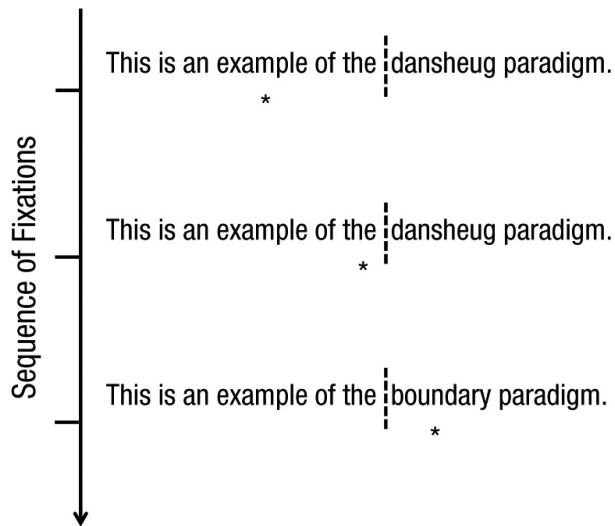 Sequence of Fixations
This is an example of the dansheug paradigm.
*
This is an example of the dansheug paradigm.
*
This is an example of the boundary paradigm.
*